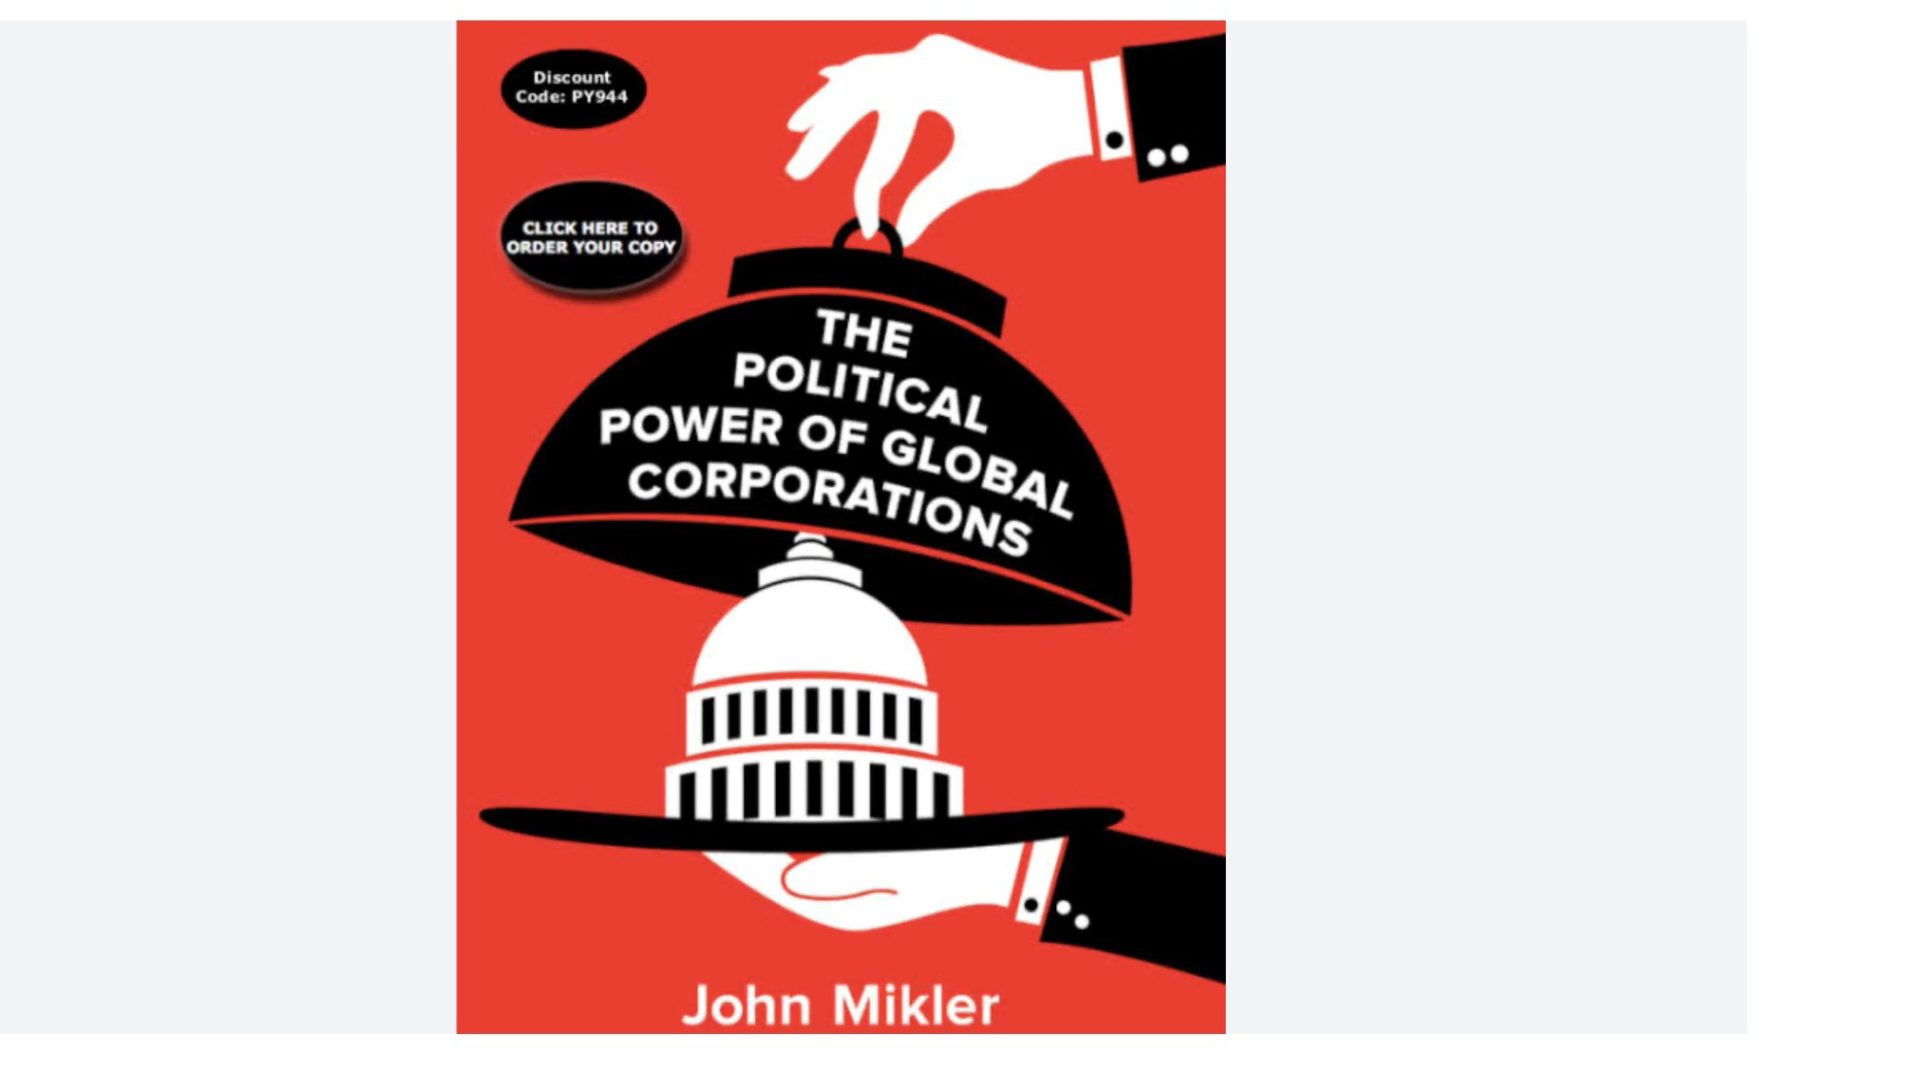 Discount
Code: PY944
CLICK HERE TO
ORDER YOUR COPY
THE
POLITICAL
POWER OF GLOBAL
CORPORATIONS
John Mikler